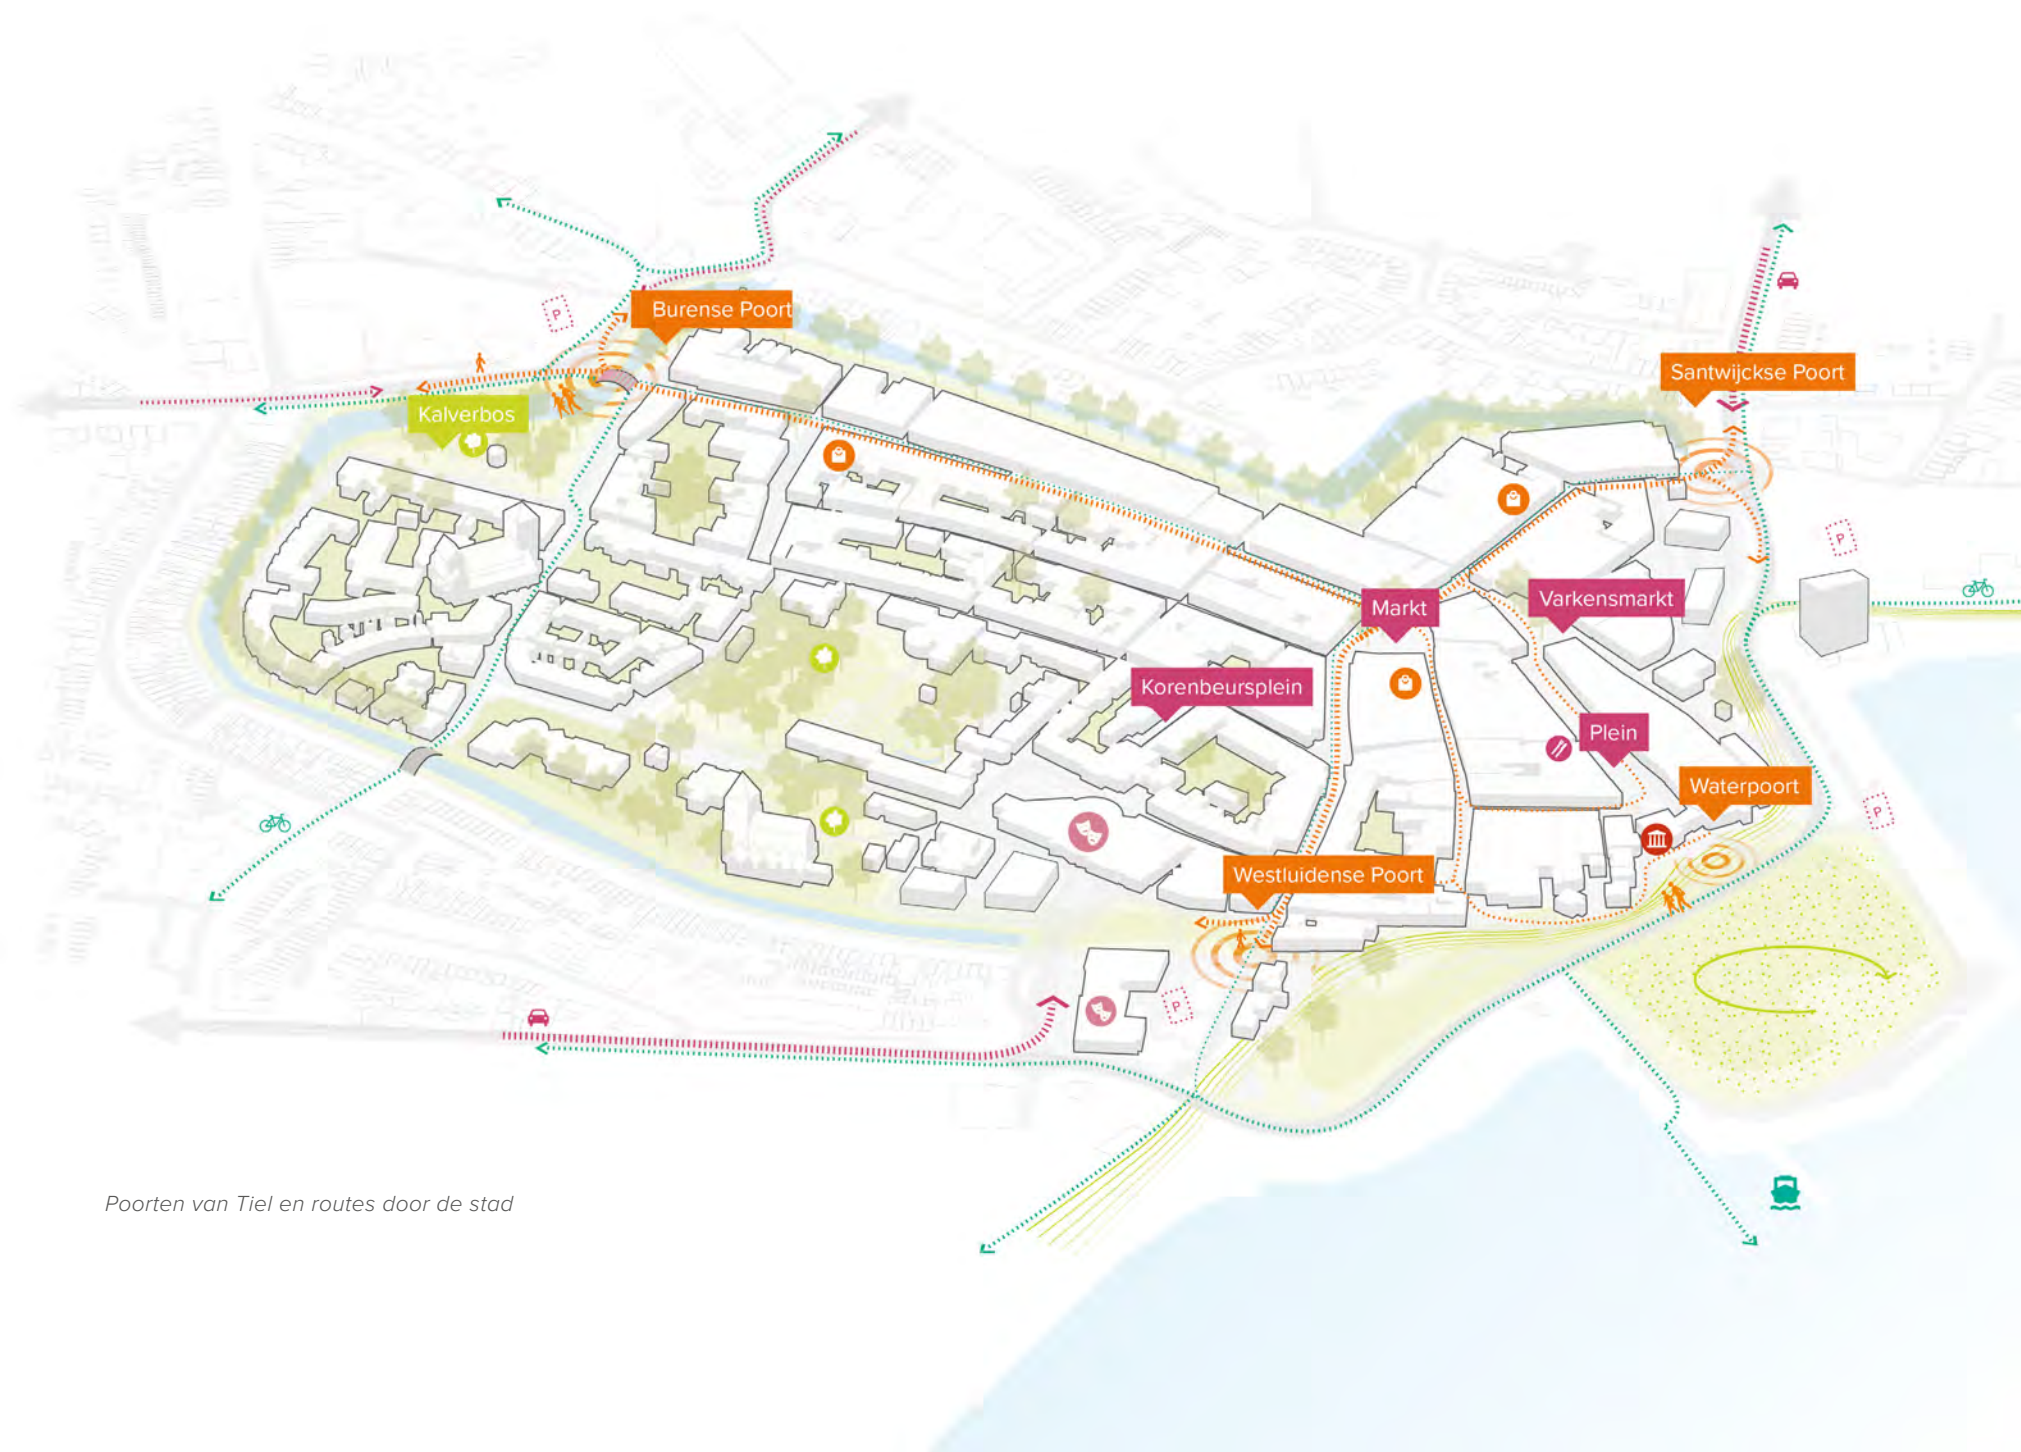 Burense Poort
P
Santwijckse Poort
Kalverbos
P
Varkensmarkt
Markt
Korenbeursplein
Plein
Waterpoort
P
Westluidense Poort
P
Poorten van Tiel en routes door de stad